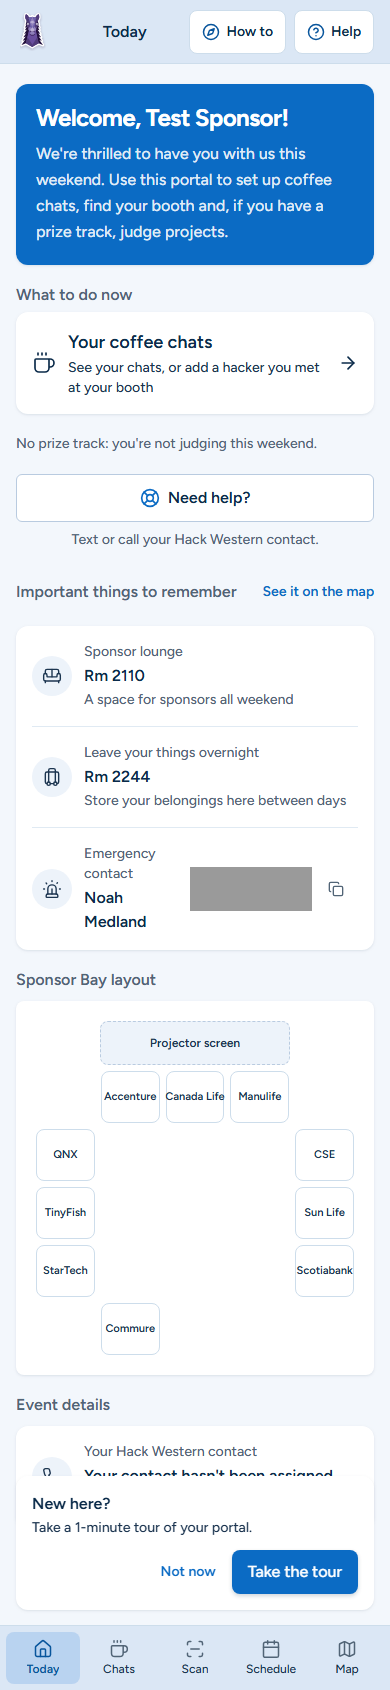 Today
How to
Help
Welcome, Test Sponsor!
We're thrilled to have you with us this
weekend. Use this portal to set up coffee
chats, find your booth and, if you have a
prize track, judge projects.
What to do now
Your coffee chats
See your chats, or add a hacker you met
at your booth
No prize track: you're not judging this weekend.
Need help?
Text or call your Hack Western contact.
Important things to remember
See it on the map
Sponsor lounge
Rm 2110
A space for sponsors all weekend
Leave your things overnight
Rm 2244
Store your belongings here between days
Emergency
contact
Noah
Medland
Sponsor Bay layout
Projector screen
Accenture
Canada Life
Manulife
QNX
CSE
TinyFish
Sun Life
StarTech
Scotiabank
Commure
Event details
Your Hack Western contact
Your contact hasn't been assigned
New here?
Take a 1-minute tour of your portal.
Not now
Take the tour
Today
Chats
Scan
Schedule
Map